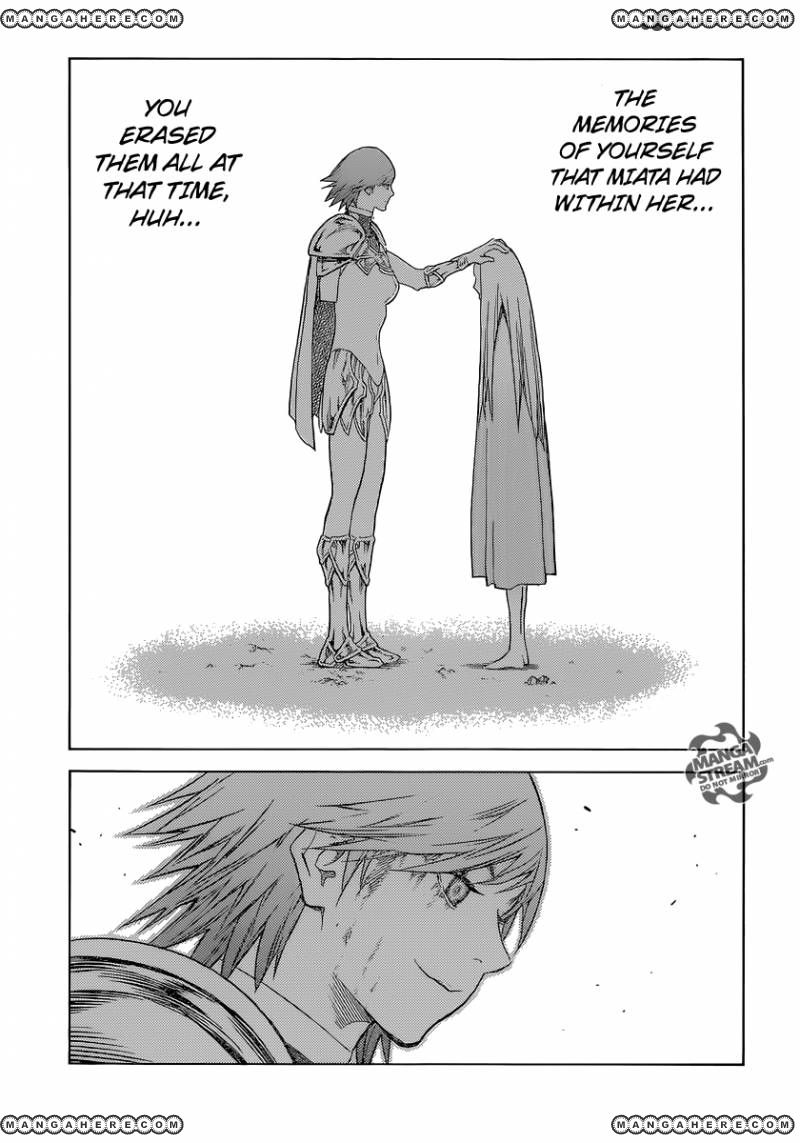 MANGAHERE.COM
MANGAHERE.COM
THE
MEMORIES
OF YOURSELF
THAT MIATA HAD
WITHIN HER...
YOU
ERASED
THEM ALL AT
THAT TIME,
HUH...
MANGA
STREAM.com
DO NOT MIRROR
MANGAHERE.COM
MANGAHERE.COM